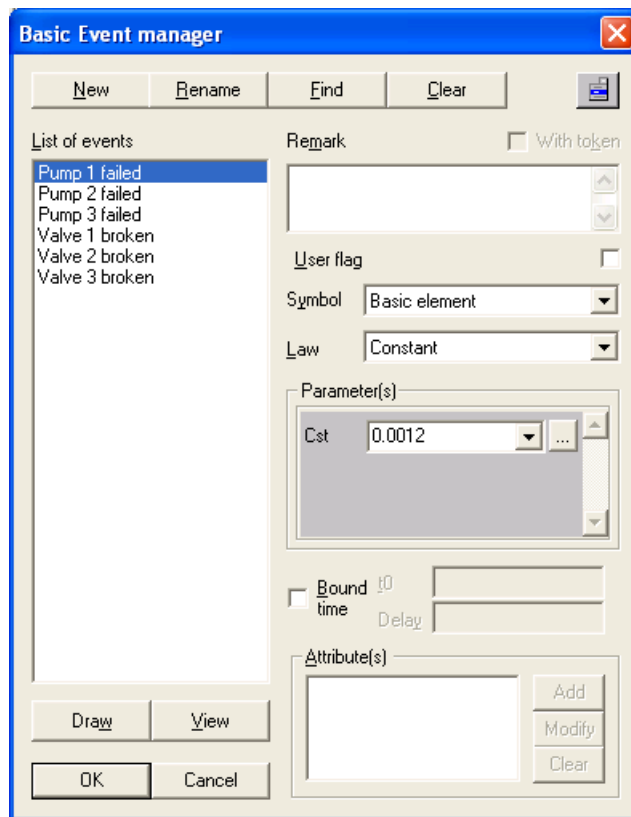 Basic Event manager
New Rename Find Clear
List of events
Pump 1 failed
Pump 2 failed
Pump 3 failed
Valve 1 broken
Valve 2 broken
Valve 3 broken
Remark
With token
User flag
Symbol Basic element
Law Constant
Parameter(s)
Cst 0.0012 ...
Bound
time
t0
Delay
Attribute(s)
Add
Modify
Clear
Draw View
OK Cancel